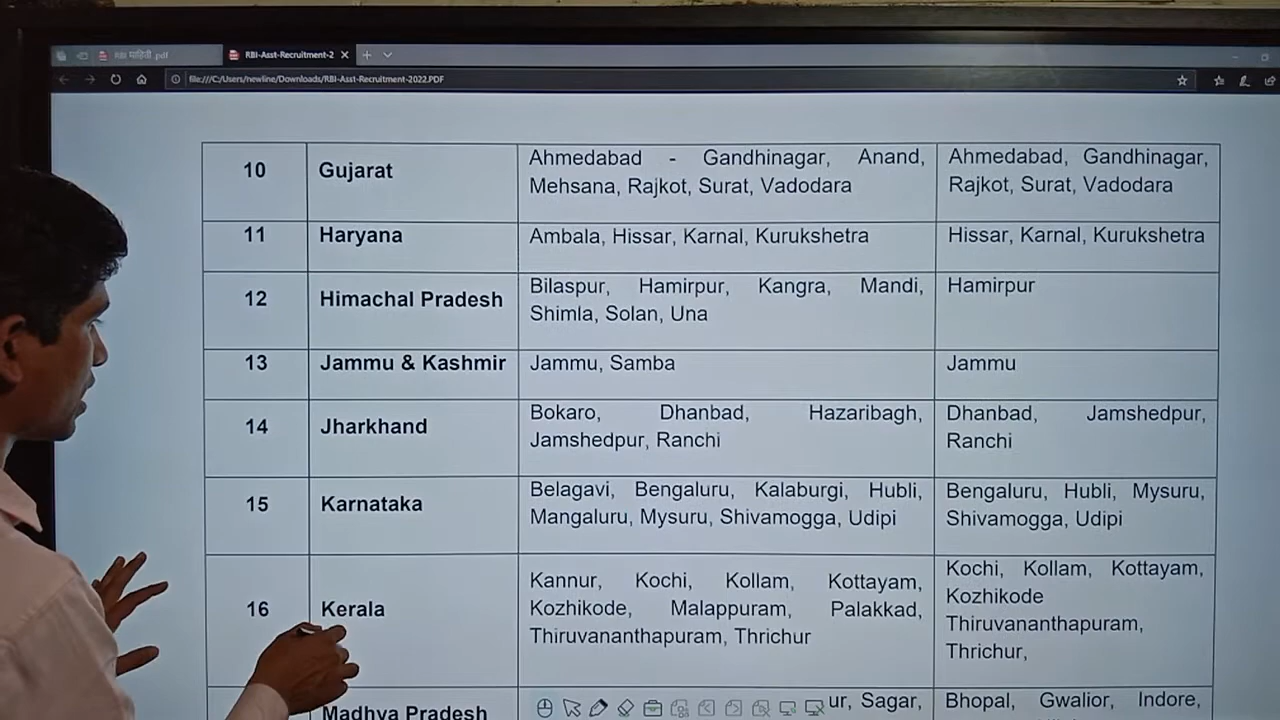 RBI माहिती .pdf
RBI-Asst-Recruitment-2
file:///C:/Users/newline/Downloads/RBI-Asst-Recruitment-2022.PDF
10 Gujarat Ahmedabad - Gandhinagar, Anand, Ahmedabad, Gandhinagar,
Mehsana, Rajkot, Surat, Vadodara Rajkot, Surat, Vadodara
11 Haryana Ambala, Hissar, Karnal, Kurukshetra Hissar, Karnal, Kurukshetra
12 Himachal Pradesh Bilaspur, Hamirpur, Kangra, Mandi, Hamirpur
Shimla, Solan, Una
13 Jammu & Kashmir Jammu, Samba Jammu
14 Jharkhand Bokaro, Dhanbad, Hazaribagh, Dhanbad, Jamshedpur,
Jamshedpur, Ranchi Ranchi
15 Karnataka Belagavi, Bengaluru, Kalaburgi, Hubli, Bengaluru, Hubli, Mysuru,
Mangaluru, Mysuru, Shivamogga, Udipi Shivamogga, Udipi
16 Kerala Kannur, Kochi, Kollam, Kottayam, Kochi, Kollam, Kottayam,
Kozhikode, Malappuram, Palakkad, Kozhikode
Thiruvananthapuram, Thrichur Thiruvananthapuram,
Thrichur,
Madhya Pradesh Sagar, Bhopal, Gwalior, Indore,